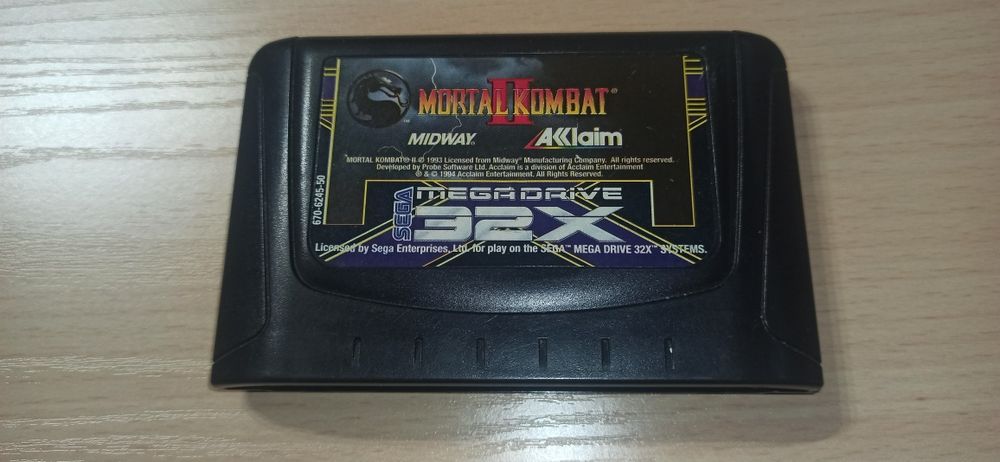 MORTAL KOMBAT® II
™
MIDWAY®
AKKlaim®
MORTAL KOMBAT® II © 1993 Licensed from Midway® Manufacturing Company. All rights reserved.
Developed by Probe Software Ltd. Acclaim is a division of Acclaim Entertainment
® & © 1994 Acclaim Entertainment. All Rights Reserved.
670-6245-50
SEGA
MEGA DRIVE
32X
Licensed by Sega Enterprises, Ltd. for play on the SEGA™ MEGA DRIVE 32X™ SYSTEMS.